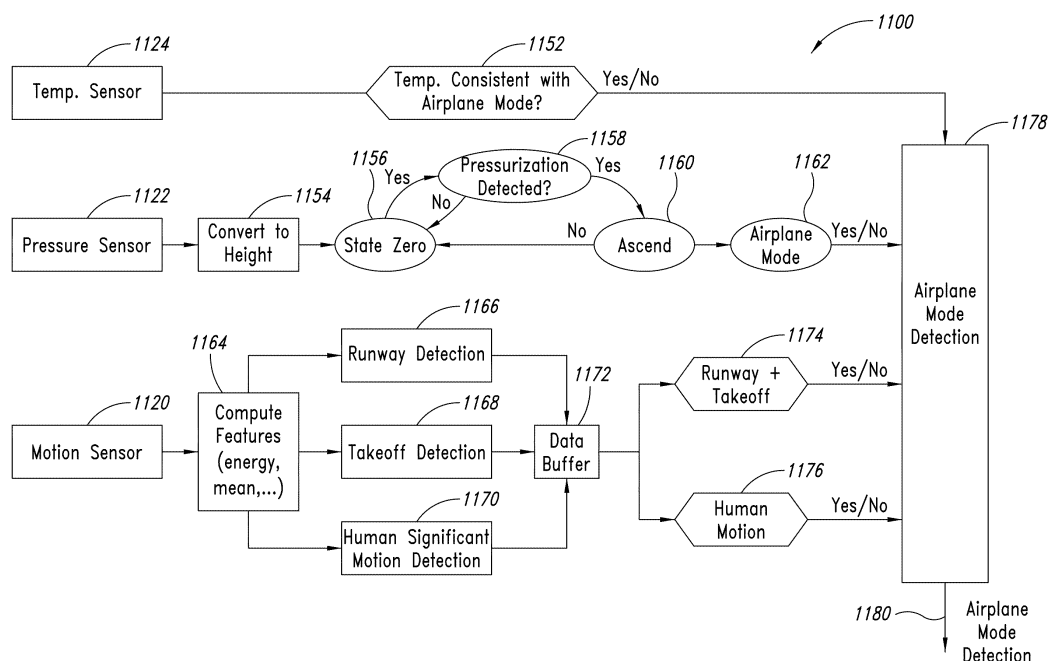 1100
1124
Temp. Sensor
1152
Temp. Consistent with
Airplane Mode?
Yes/No
1178
1122
Pressure Sensor
1154
Convert to
Height
1156
State Zero
Yes
1158
Pressurization
Detected?
No
Yes
1160
Ascend
No
1162
Airplane
Mode
Yes/No
Airplane
Mode
Detection
1120
Motion Sensor
1164
Compute
Features
(energy,
mean,...)
1166
Runway Detection
1168
Takeoff Detection
1170
Human Significant
Motion Detection
1172
Data
Buffer
1174
Runway +
Takeoff
Yes/No
1176
Human
Motion
Yes/No
1180
Airplane
Mode
Detection